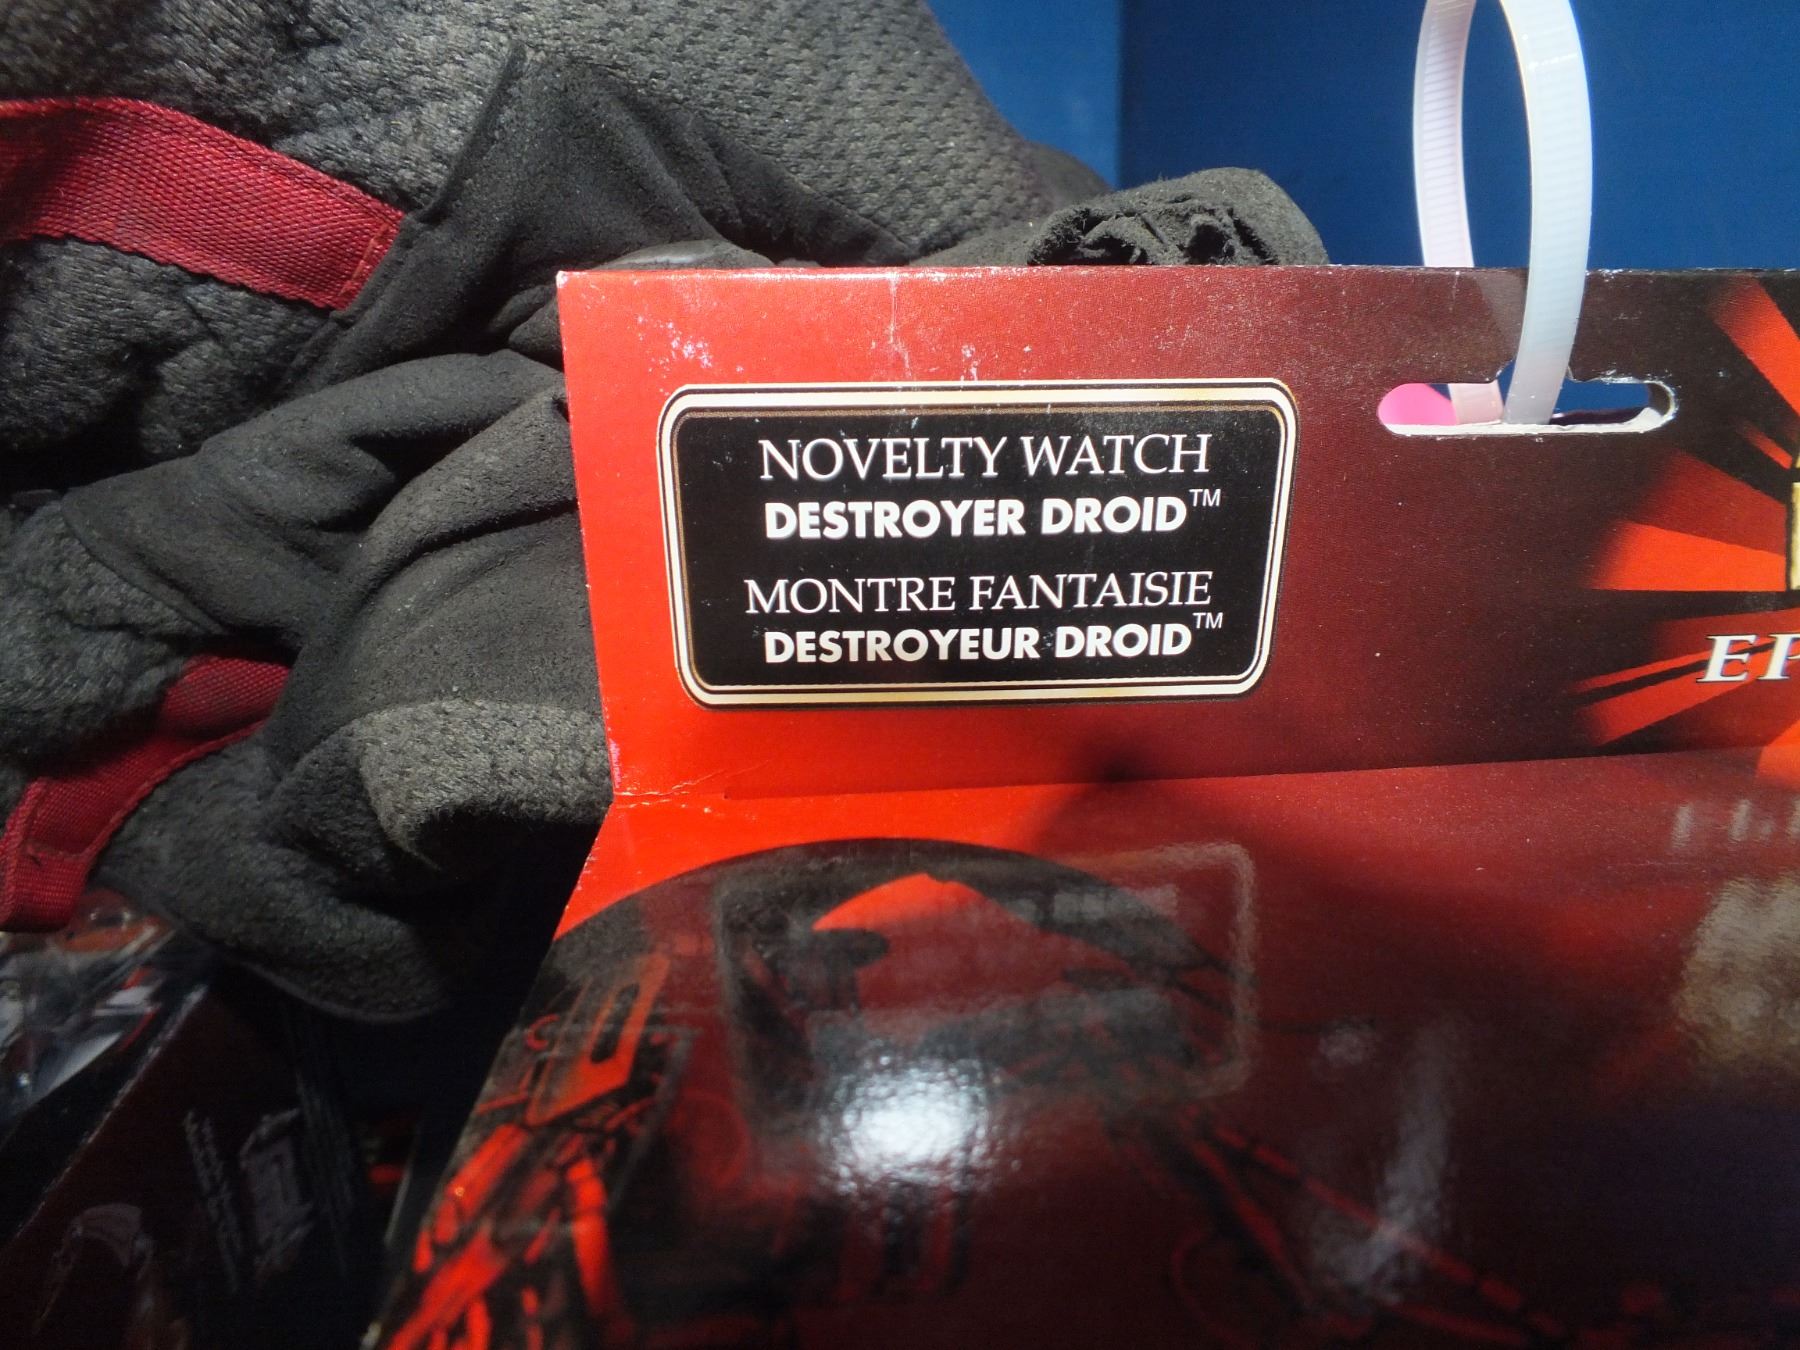 NOVELTY WATCH
DESTROYER DROID™
MONTRE FANTAISIE
DESTROYEUR DROID™